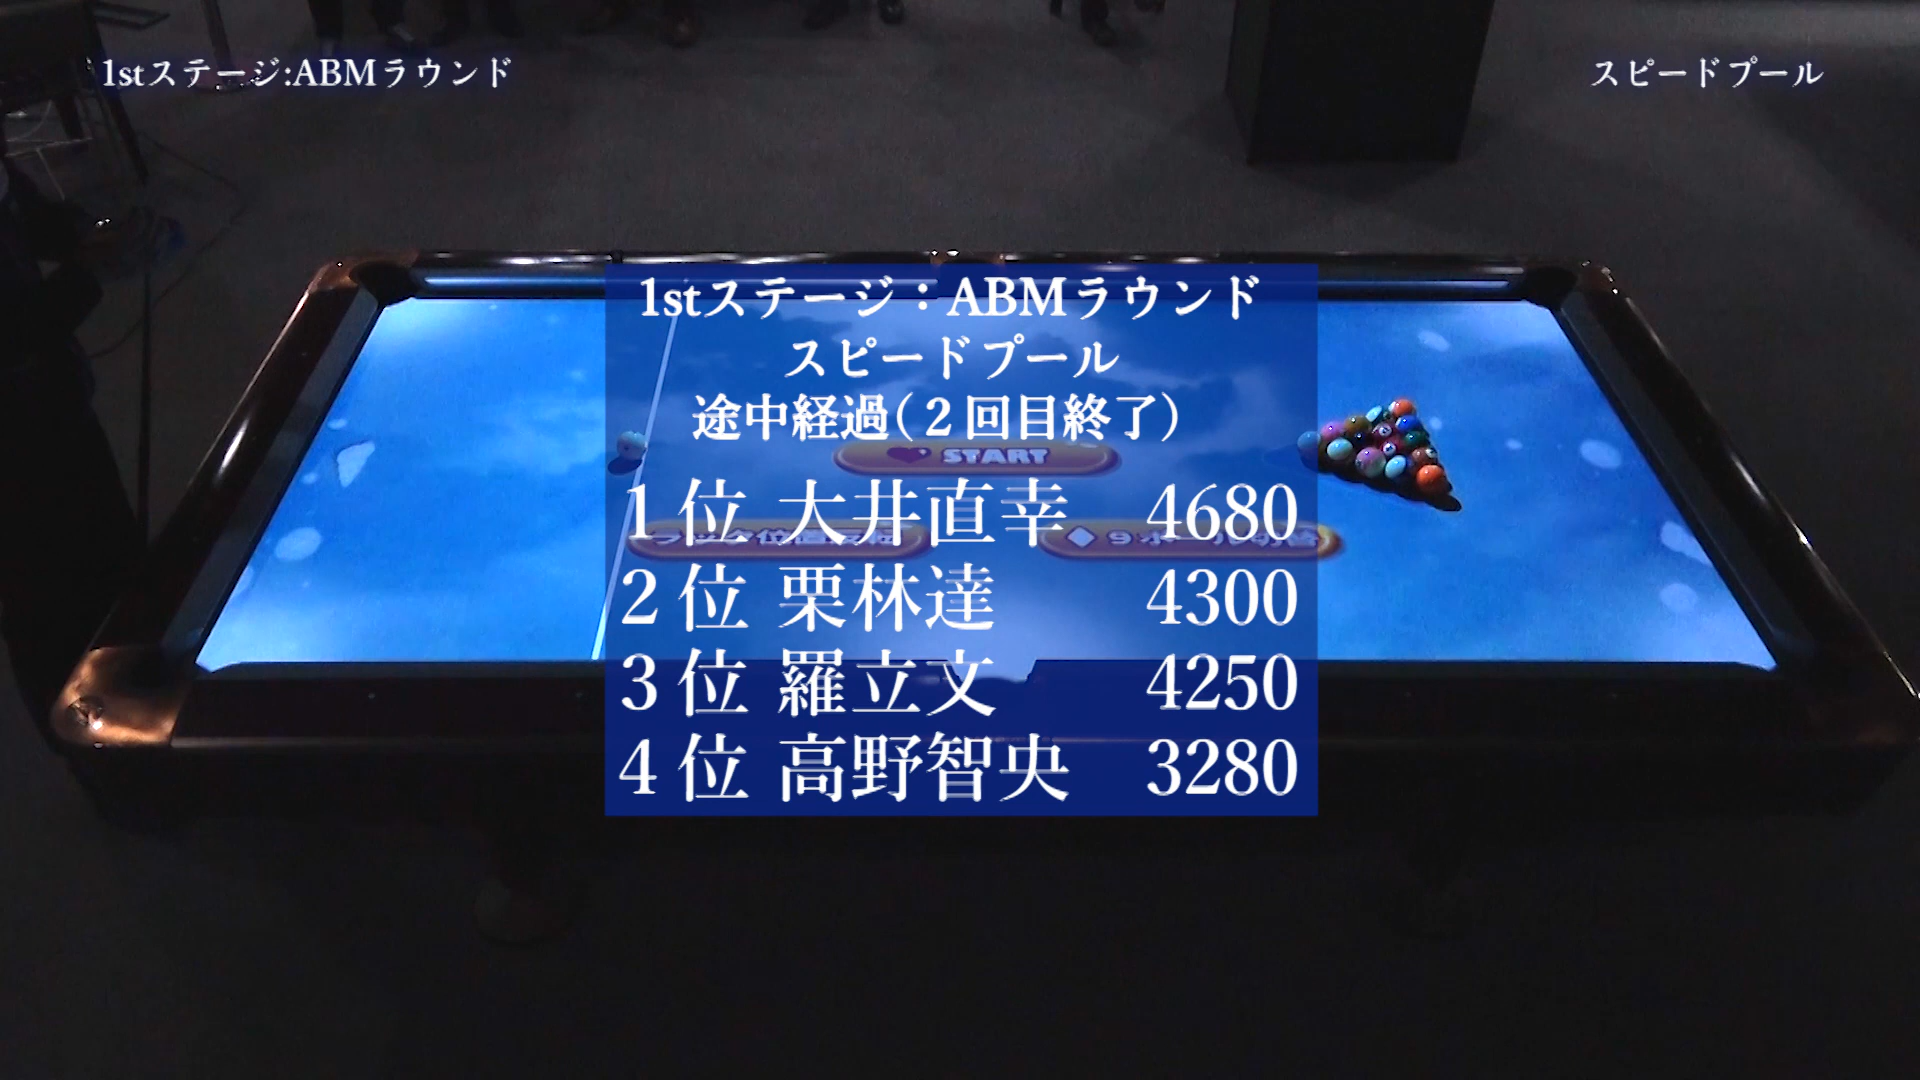 1stステージ:ABMラウンド
スピードプール
1stステージ：ABMラウンド
スピードプール
途中経過（２回目終了）
START
１位 大井直幸 4680
２位 栗林達 4300
３位 羅立文 4250
４位 高野智央 3280